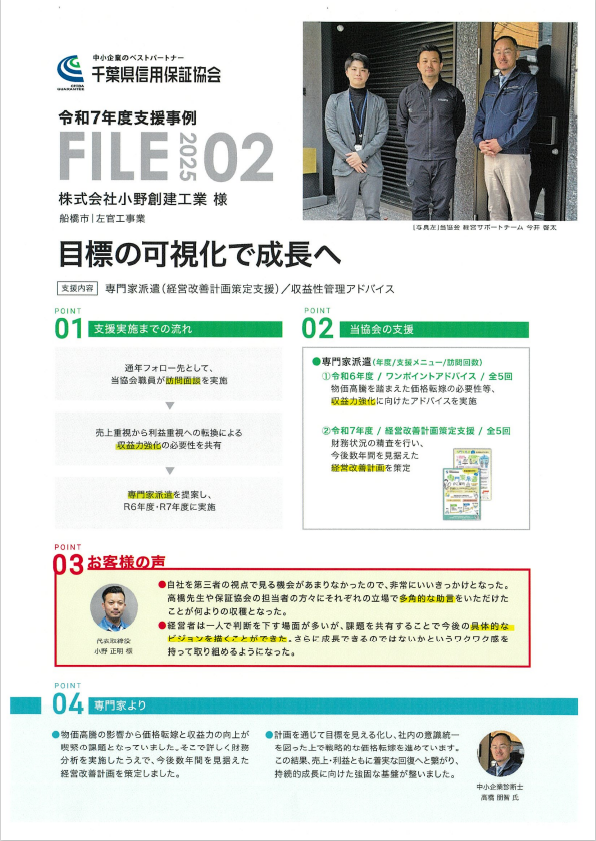 中小企業のベストパートナー
千葉県信用保証協会
CHIBA GUARANTEE
令和7年度支援事例
FILE 2025 02
株式会社小野創建工業 様
船橋市|左官工事業
[写真左]当協会 経営サポートチーム 今井 啓太
目標の可視化で成長へ
支援内容 専門家派遣(経営改善計画策定支援)/収益性管理アドバイス
POINT
01 支援実施までの流れ
通年フォロー先として、
当協会職員が訪問面談を実施
売上重視から利益重視への転換による
収益力強化の必要性を共有
専門家派遣を提案し、
R6年度・R7年度に実施
POINT
02 当協会の支援
●専門家派遣(年度/支援メニュー/訪問回数)
①令和6年度 / ワンポイントアドバイス / 全5回
物価高騰を踏まえた価格転嫁の必要性等、
収益力強化に向けたアドバイスを実施
②令和7年度 / 経営改善計画策定支援 / 全5回
財務状況の精査を行い、
今後数年間を見据えた
経営改善計画を策定
POINT
03 お客様の声
代表取締役
小野 正明 様
●自社を第三者の視点で見る機会があまりなかったので、非常にいいきっかけとなった。
高橋先生や保証協会の担当者の方々にそれぞれの立場で多角的な助言をいただけた
ことが何よりの収穫となった。
●経営者は一人で判断を下す場面が多いが、課題を共有することで今後の具体的な
ビジョンを描くことができた。さらに成長できるのではないかというワクワク感を
持って取り組めるようになった。
POINT
04 専門家より
●物価高騰の影響から価格転嫁と収益力の向上が
喫緊の課題となっていました。そこで詳しく財務
分析を実施したうえで、今後数年間を見据えた
経営改善計画を策定しました。
●計画を通じて目標を見える化し、社内の意識統一
を図った上で戦略的な価格転嫁を進めています。
この結果、売上・利益ともに着実な回復へと繋がり、
持続的成長に向けた強固な基盤が整いました。
中小企業診断士
高橋 朋智 氏